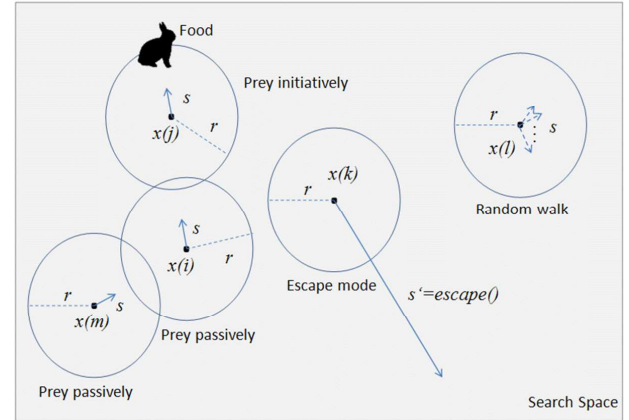 Food
Prey initiatively
s
x(j)
r
r
x(l)
s
Random walk
r
x(k)
Escape mode
s‘=escape()
s
x(i)
r
Prey passively
r
s
x(m)
Prey passively
Search Space